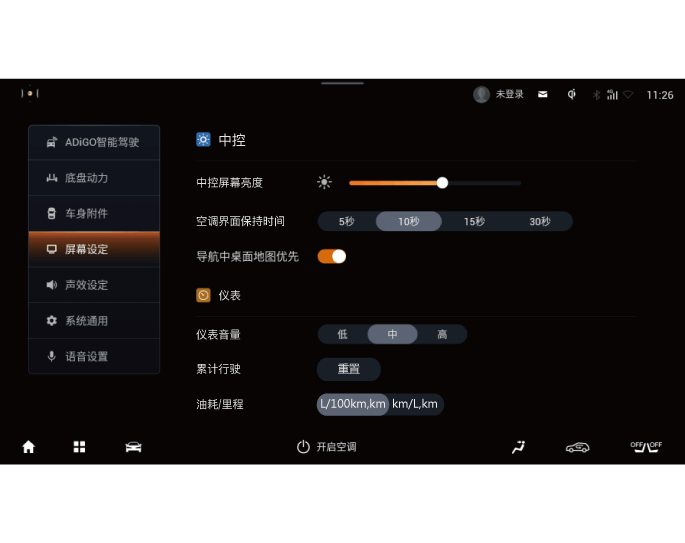 未登录 4G 11:26
ADiGO智能驾驶
底盘动力
车身附件
屏幕设定
声效设定
系统通用
语音设置
中控
中控屏幕亮度
空调界面保持时间 5秒 10秒 15秒 30秒
导航中桌面地图优先
仪表
仪表音量 低 中 高
累计行驶 重置
油耗/里程 L/100km,km km/L,km
开启空调
OFF OFF